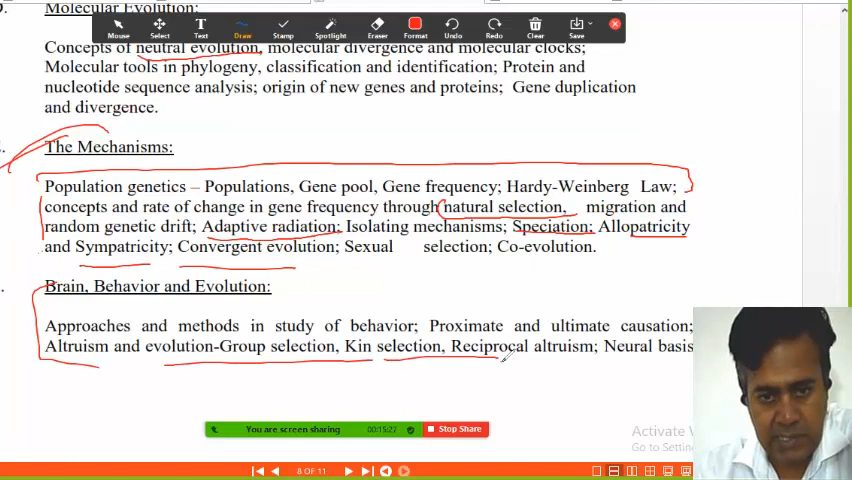 Molecular Evolution:
Mouse Select Text Draw Stamp Spotlight Eraser Format Undo Redo Clear Save
Concepts of neutral evolution, molecular divergence and molecular clocks;
Molecular tools in phylogeny, classification and identification; Protein and
nucleotide sequence analysis; origin of new genes and proteins; Gene duplication
and divergence.
The Mechanisms:
Population genetics – Populations, Gene pool, Gene frequency; Hardy-Weinberg Law;
concepts and rate of change in gene frequency through natural selection, migration and
random genetic drift; Adaptive radiation; Isolating mechanisms; Speciation; Allopatricity
and Sympatricity; Convergent evolution; Sexual selection; Co-evolution.
Brain, Behavior and Evolution:
Approaches and methods in study of behavior; Proximate and ultimate causation;
Altruism and evolution-Group selection, Kin selection, Reciprocal altruism; Neural basis
You are screen sharing 00:15:27 Stop Share
Activate
Go to Settin
8 OF 11